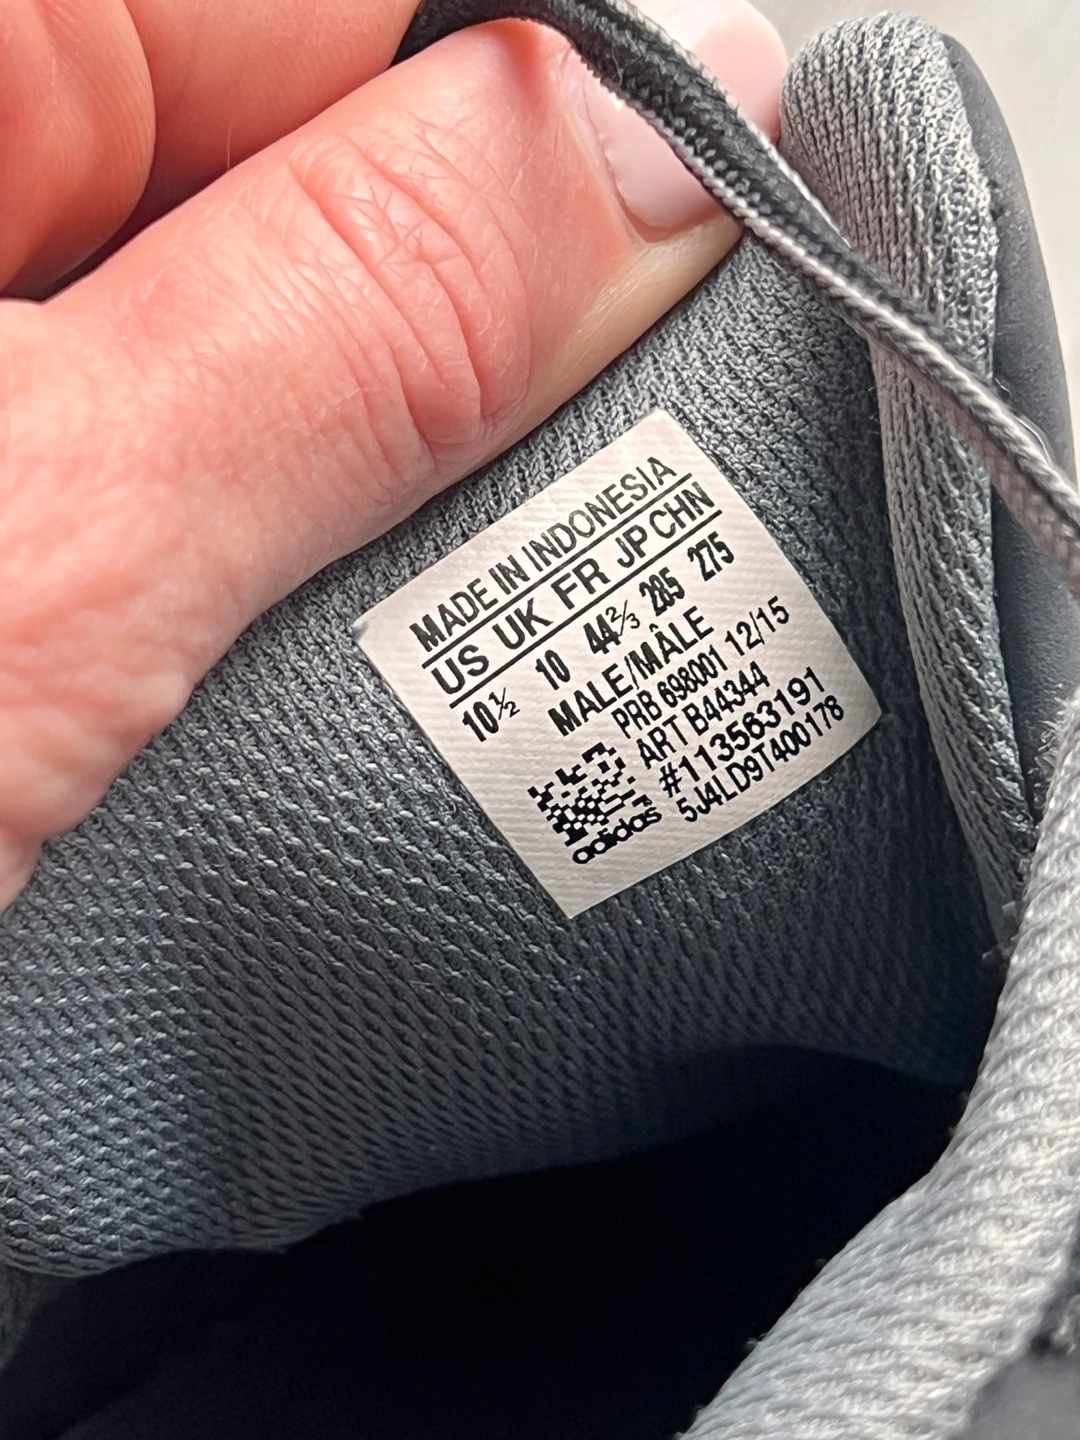 MADE IN INDONESIA
US UK FR JP CHN
10½ 10 44⅔ 285 275
MALE/MÂLE
PRB 698001 12/15
ART B44344
#113563191
5J4LD9T400178
adidas